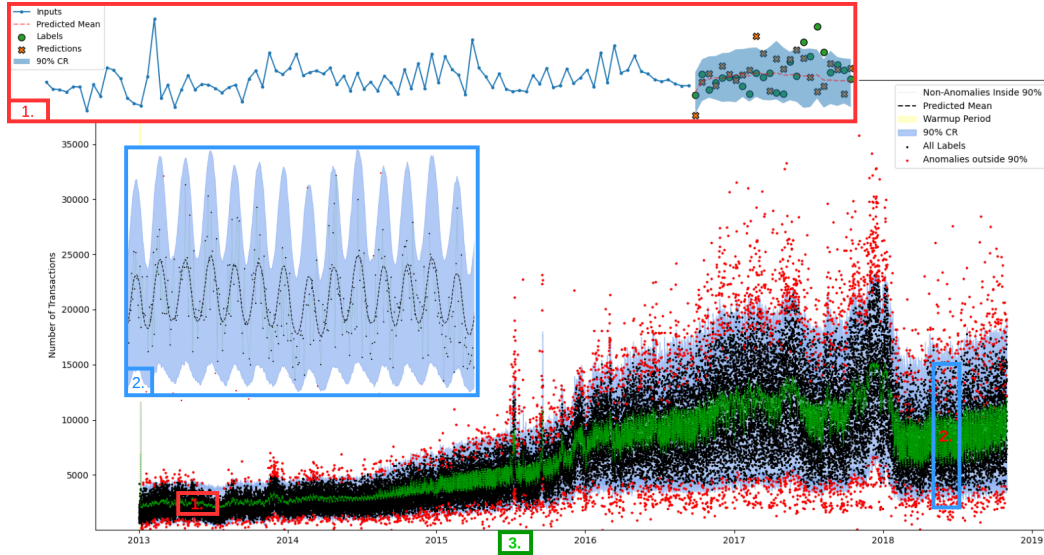 Inputs
Predicted Mean
Labels
Predictions
90% CR
1.
Non-Anomalies Inside 90%
Predicted Mean
Warmup Period
90% CR
All Labels
Anomalies outside 90%
Number of Transactions
35000
30000
25000
20000
15000
10000
5000
0
2.
1.
2.
2013
2014
2015
3.
2016
2017
2018
2019